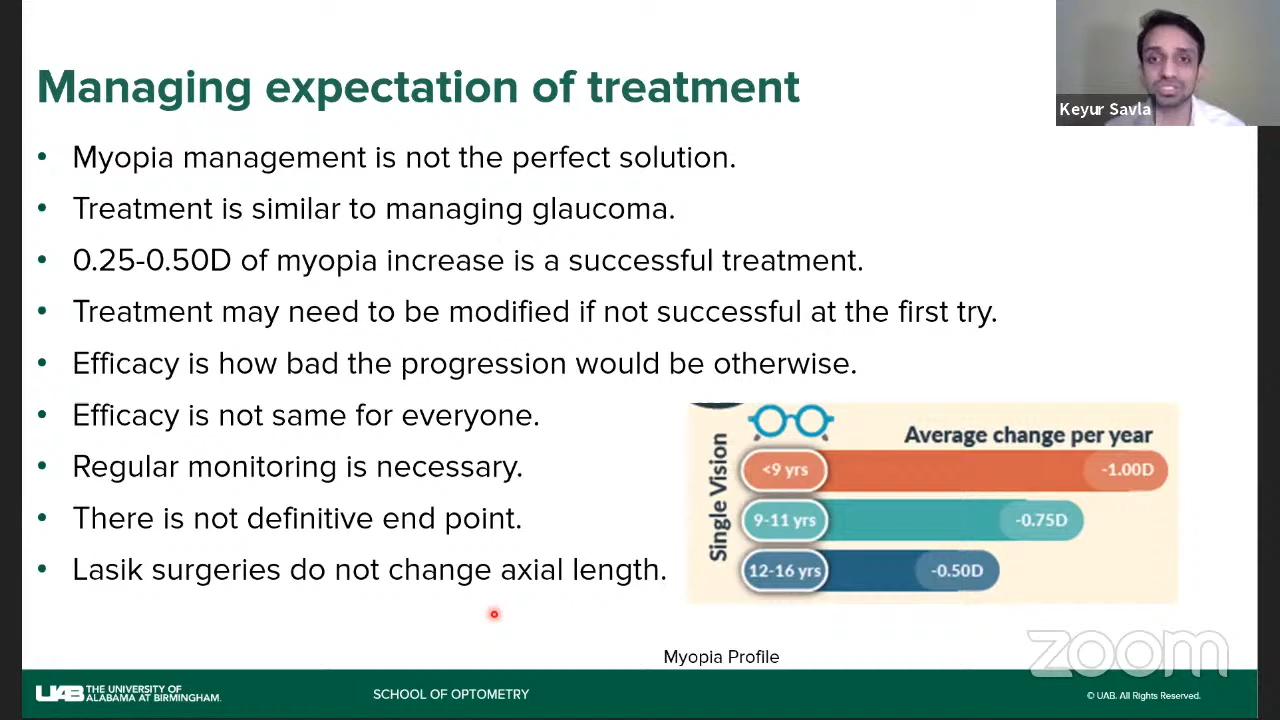 Managing expectation of treatment
Keyur Savla
• Myopia management is not the perfect solution.
• Treatment is similar to managing glaucoma.
• 0.25-0.50D of myopia increase is a successful treatment.
• Treatment may need to be modified if not successful at the first try.
• Efficacy is how bad the progression would be otherwise.
• Efficacy is not same for everyone.
• Regular monitoring is necessary.
• There is not definitive end point.
• Lasik surgeries do not change axial length.
Single Vision
Average change per year
<9 yrs -1.00D
9-11 yrs -0.75D
12-16 yrs -0.50D
zoom
Myopia Profile
UAB THE UNIVERSITY OF
ALABAMA AT BIRMINGHAM.
SCHOOL OF OPTOMETRY
© UAB. All Rights Reserved.